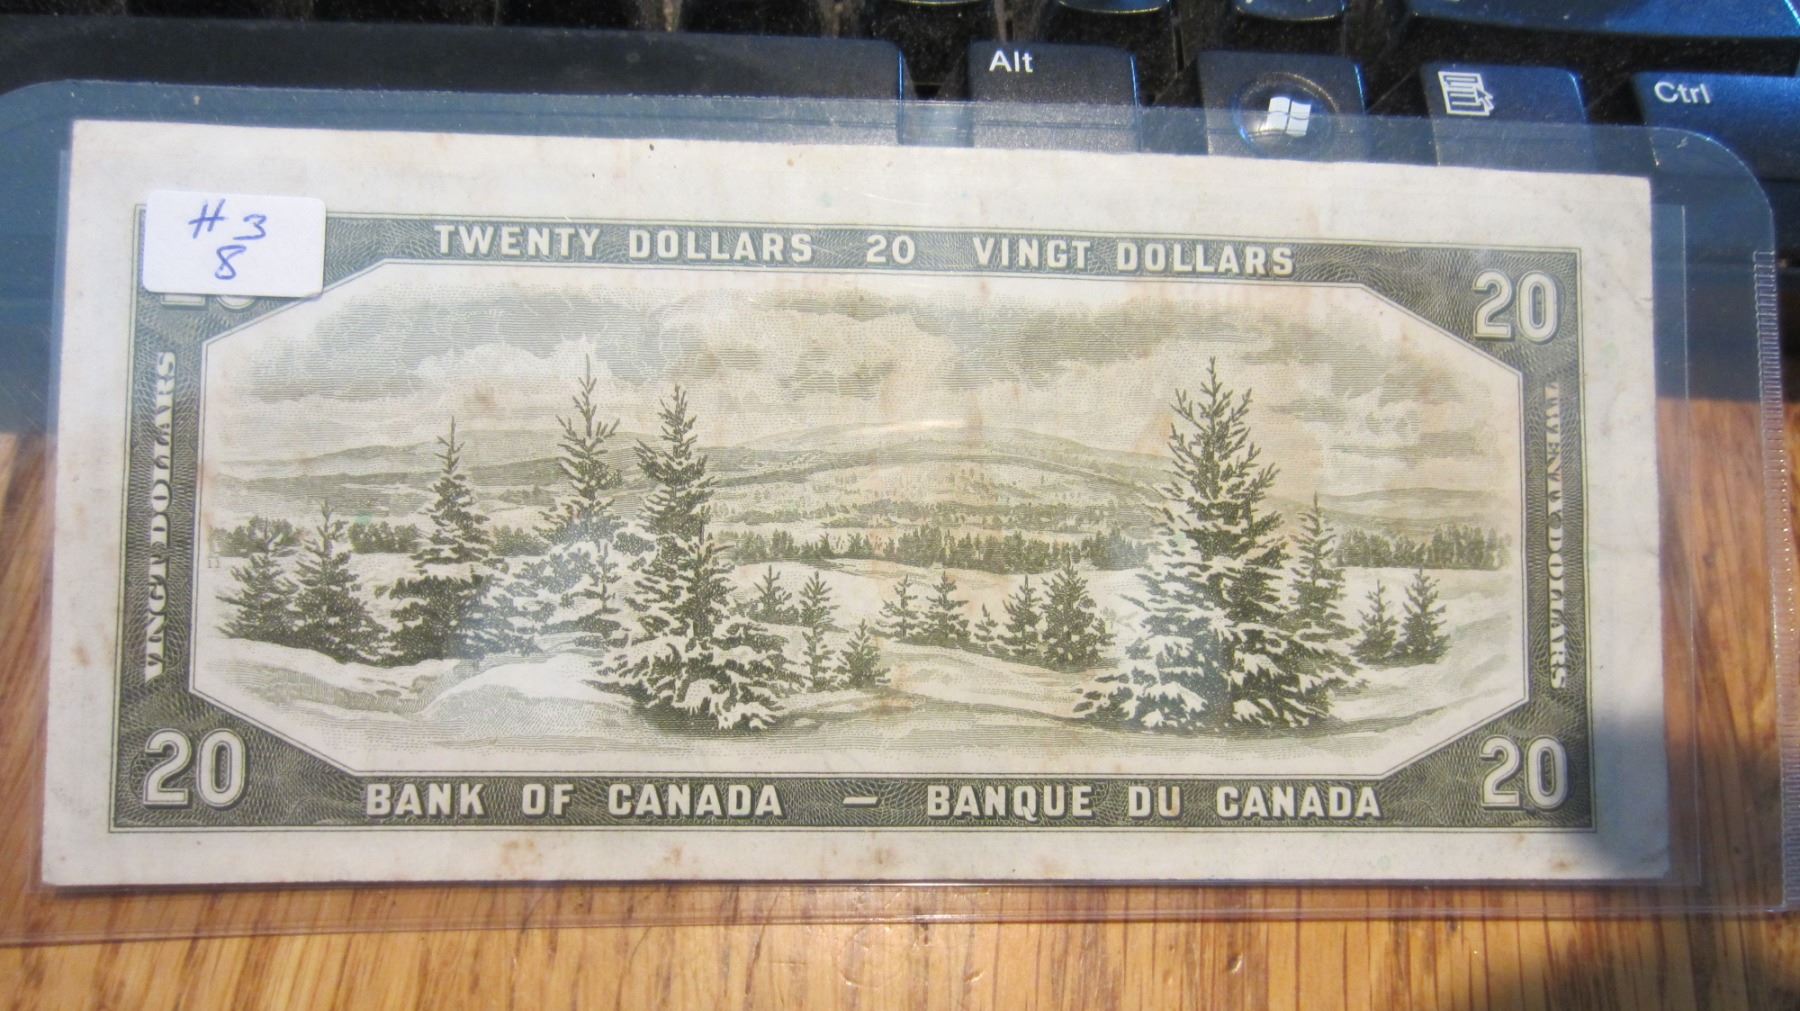 Alt
Ctrl
# 3
8
TWENTY DOLLARS 20 VINGT DOLLARS
20
VINGT DOLLARS
TWENTY DOLLARS
20
20
BANK OF CANADA — BANQUE DU CANADA